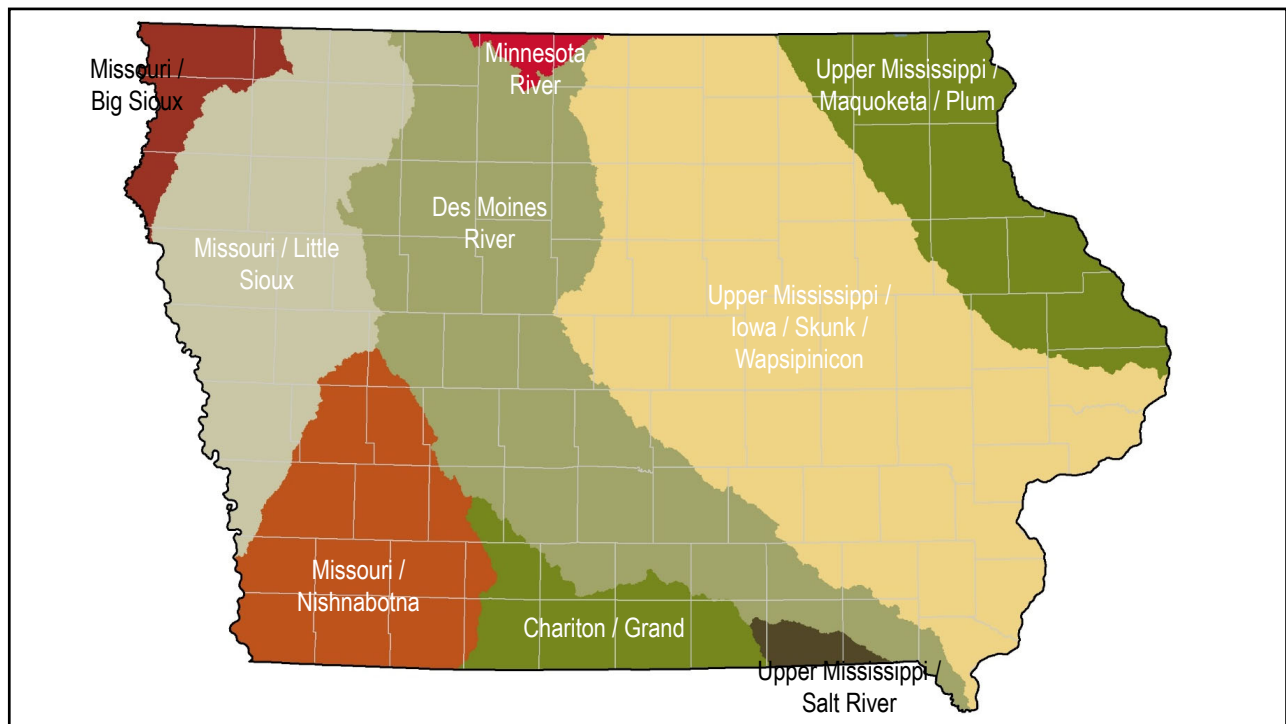 Missouri /
Big Sioux
Minnesota
River
Upper Mississippi /
Maquoketa / Plum
Des Moines
River
Missouri / Little
Sioux
Upper Mississippi /
Iowa / Skunk /
Wapsipinicon
Missouri /
Nishnabotna
Chariton / Grand
Upper Mississippi /
Salt River